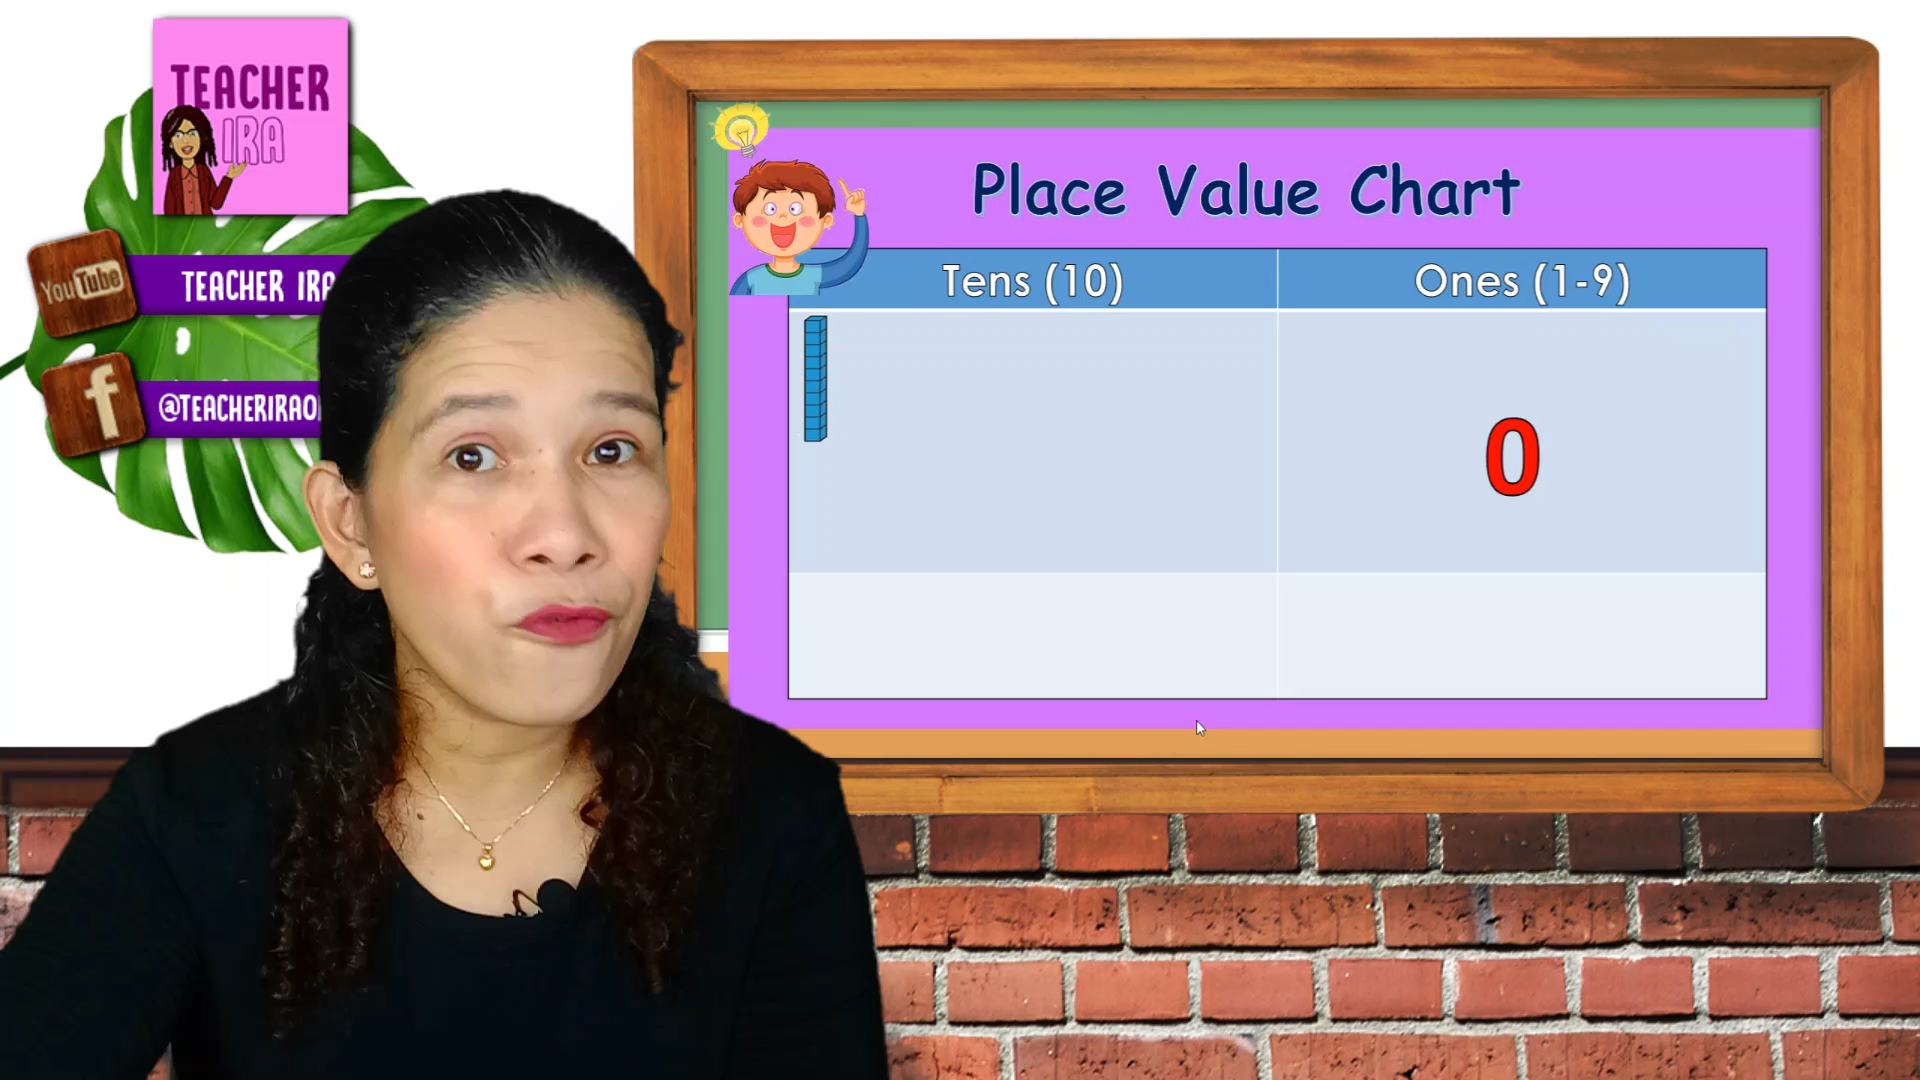 TEACHER
IRA
YouTube
TEACHER IRA
f
@TEACHERIRAO
Place Value Chart
Tens (10)
Ones (1-9)
0